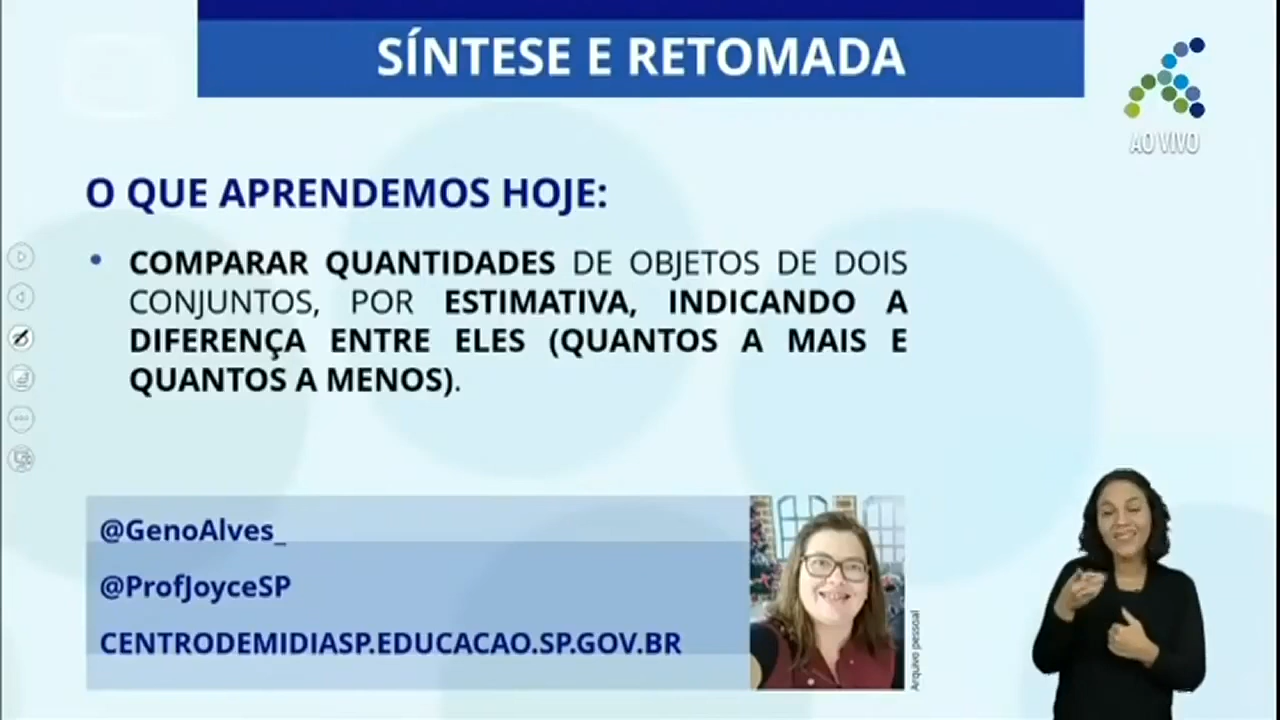 SÍNTESE E RETOMADA
AO VIVO
O QUE APRENDEMOS HOJE:
• COMPARAR QUANTIDADES DE OBJETOS DE DOIS
CONJUNTOS, POR ESTIMATIVA, INDICANDO A
DIFERENÇA ENTRE ELES (QUANTOS A MAIS E
QUANTOS A MENOS).
@GenoAlves_
@ProfJoyceSP
CENTRODEMIDIASP.EDUCACAO.SP.GOV.BR
Arquivo pessoal